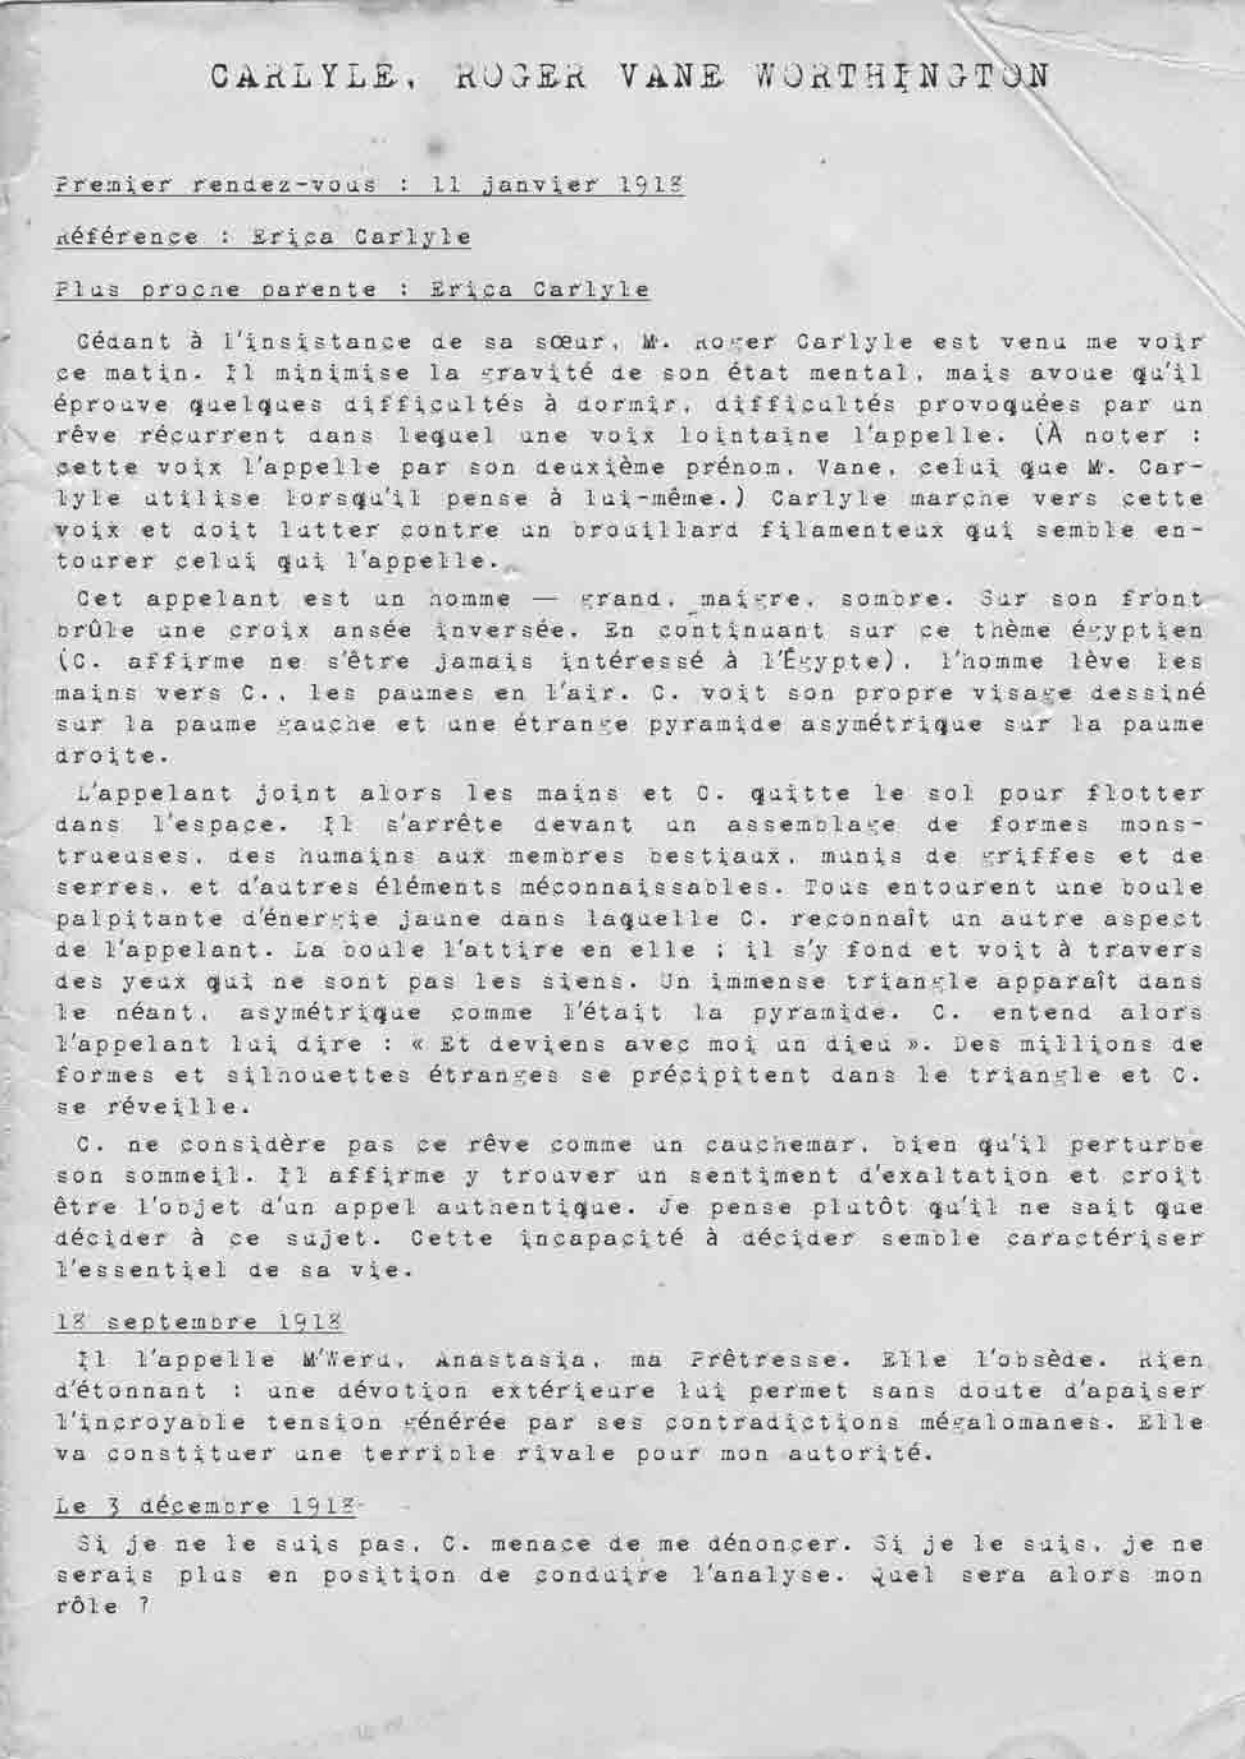 CARLYLE, ROGER VANE WORTHINGTON
Premier rendez-vous : 11 janvier 1918
Référence : Erica Carlyle
Plus proche parente : Erica Carlyle
Cédant à l'insistance de sa sœur, M. Roger Carlyle est venu me voir
ce matin. Il minimise la gravité de son état mental, mais avoue qu'il
éprouve quelques difficultés à dormir, difficultés provoquées par un
rêve récurrent dans lequel une voix lointaine l'appelle. (À noter :
cette voix l'appelle par son deuxième prénom, Vane, celui que M. Car-
lyle utilise lorsqu'il pense à lui-même.) Carlyle marche vers cette
voix et doit lutter contre un brouillard filamenteux qui semble en-
tourer celui qui l'appelle.
Cet appelant est un homme — grand, maigre, sombre. Sur son front
brûle une croix ansée inversée. En continuant sur ce thème égyptien
(C. affirme ne s'être jamais intéressé à l'Égypte), l'homme lève les
mains vers C., les paumes en l'air. C. voit son propre visage dessiné
sur la paume gauche et une étrange pyramide asymétrique sur la paume
droite.
L'appelant joint alors les mains et C. quitte le sol pour flotter
dans l'espace. Il s'arrête devant un assemblage de formes mons-
trueuses, des humains aux membres bestiaux, munis de griffes et de
serres, et d'autres éléments méconnaissables. Tous entourent une boule
palpitante d'énergie jaune dans laquelle C. reconnaît un autre aspect
de l'appelant. La boule l'attire en elle ; il s'y fond et voit à travers
des yeux qui ne sont pas les siens. Un immense triangle apparaît dans
le néant, asymétrique comme l'était la pyramide. C. entend alors
l'appelant lui dire : « Et deviens avec moi un dieu ». Des millions de
formes et silhouettes étranges se précipitent dans le triangle et C.
se réveille.
C. ne considère pas ce rêve comme un cauchemar, bien qu'il perturbe
son sommeil. Il affirme y trouver un sentiment d'exaltation et croit
être l'objet d'un appel authentique. Je pense plutôt qu'il ne sait que
décider à ce sujet. Cette incapacité à décider semble caractériser
l'essentiel de sa vie.
18 septembre 1918
Il l'appelle M'Weru, Anastasia, ma Prêtresse. Elle l'obsède. Rien
d'étonnant : une dévotion extérieure lui permet sans doute d'apaiser
l'incroyable tension générée par ses contradictions mégalomanes. Elle
va constituer une terrible rivale pour mon autorité.
Le 3 décembre 1918
Si je ne le suis pas, C. menace de me dénoncer. Si je le suis, je ne
serais plus en position de conduire l'analyse. Quel sera alors mon
rôle ?